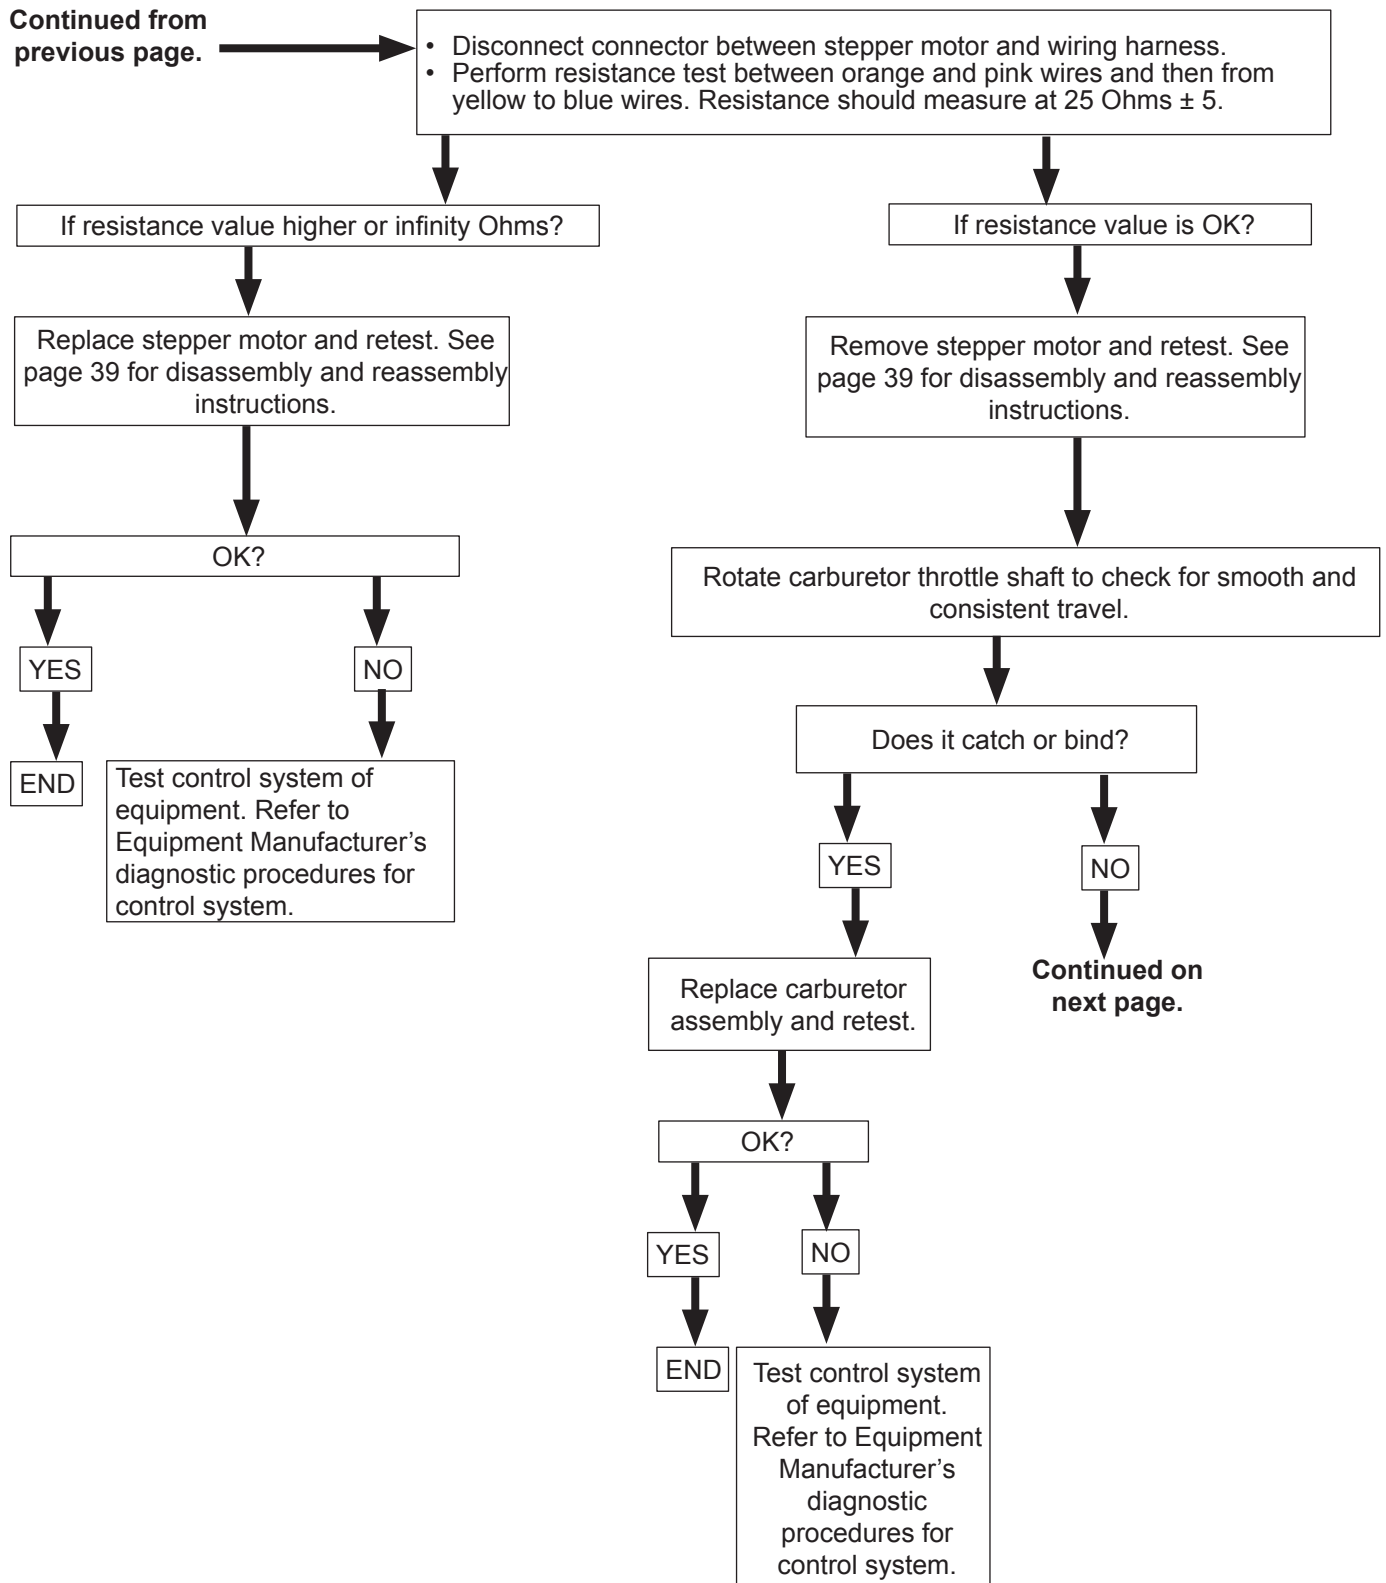 Continued from
previous page.
• Disconnect connector between stepper motor and wiring harness.
• Perform resistance test between orange and pink wires and then from
yellow to blue wires. Resistance should measure at 25 Ohms ± 5.
If resistance value higher or infinity Ohms?
If resistance value is OK?
Replace stepper motor and retest. See
page 39 for disassembly and reassembly
instructions.
Remove stepper motor and retest. See
page 39 for disassembly and reassembly
instructions.
OK?
Rotate carburetor throttle shaft to check for smooth and
consistent travel.
YES
NO
Does it catch or bind?
END
Test control system of
equipment. Refer to
Equipment Manufacturer’s
diagnostic procedures for
control system.
YES
NO
Replace carburetor
assembly and retest.
Continued on
next page.
OK?
YES
NO
END
Test control system
of equipment.
Refer to Equipment
Manufacturer’s
diagnostic
procedures for
control system.